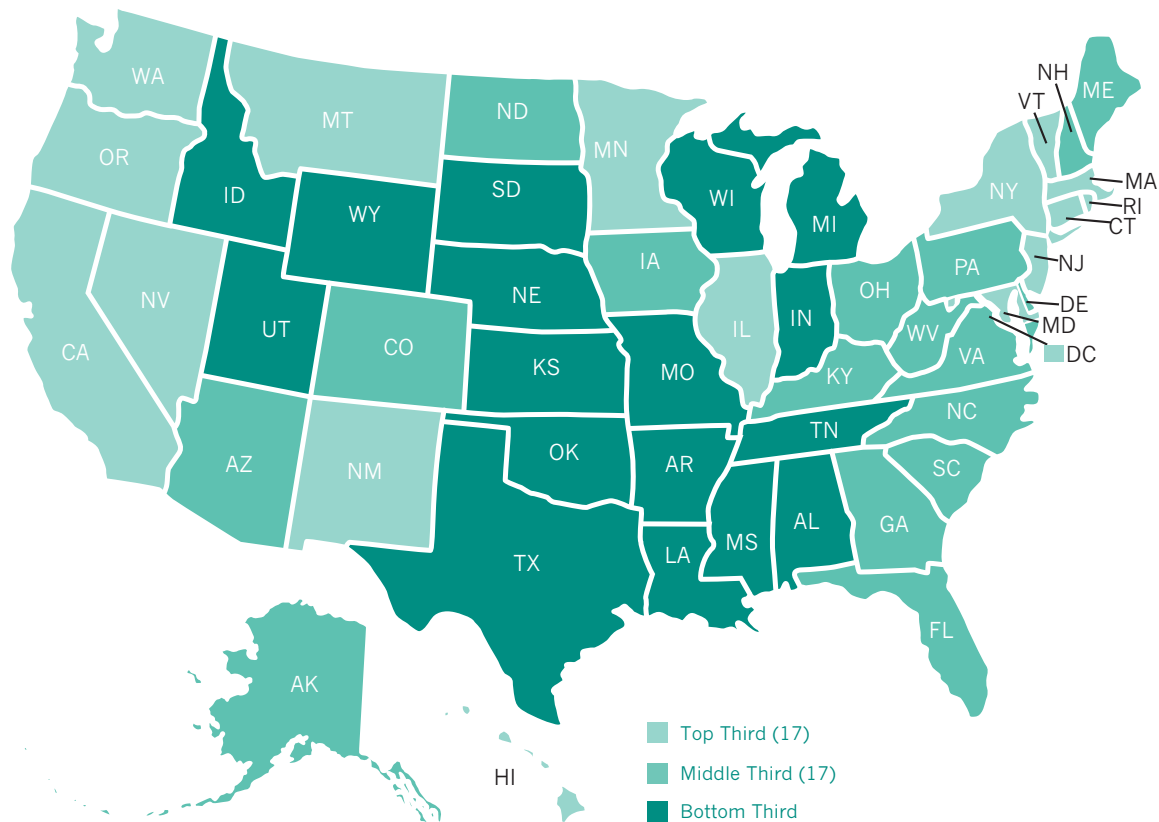 WA
MT
ND
MN
ME
NH
VT
OR
ID
SD
WI
NY
MA
RI
CT
WY
MI
NV
NE
IA
PA
NJ
CA
UT
CO
KS
IL
IN
OH
WV
DE
MD
DC
MO
KY
VA
AZ
NM
OK
AR
TN
NC
SC
TX
LA
MS
AL
GA
FL
AK
HI
Top Third (17)
Middle Third (17)
Bottom Third